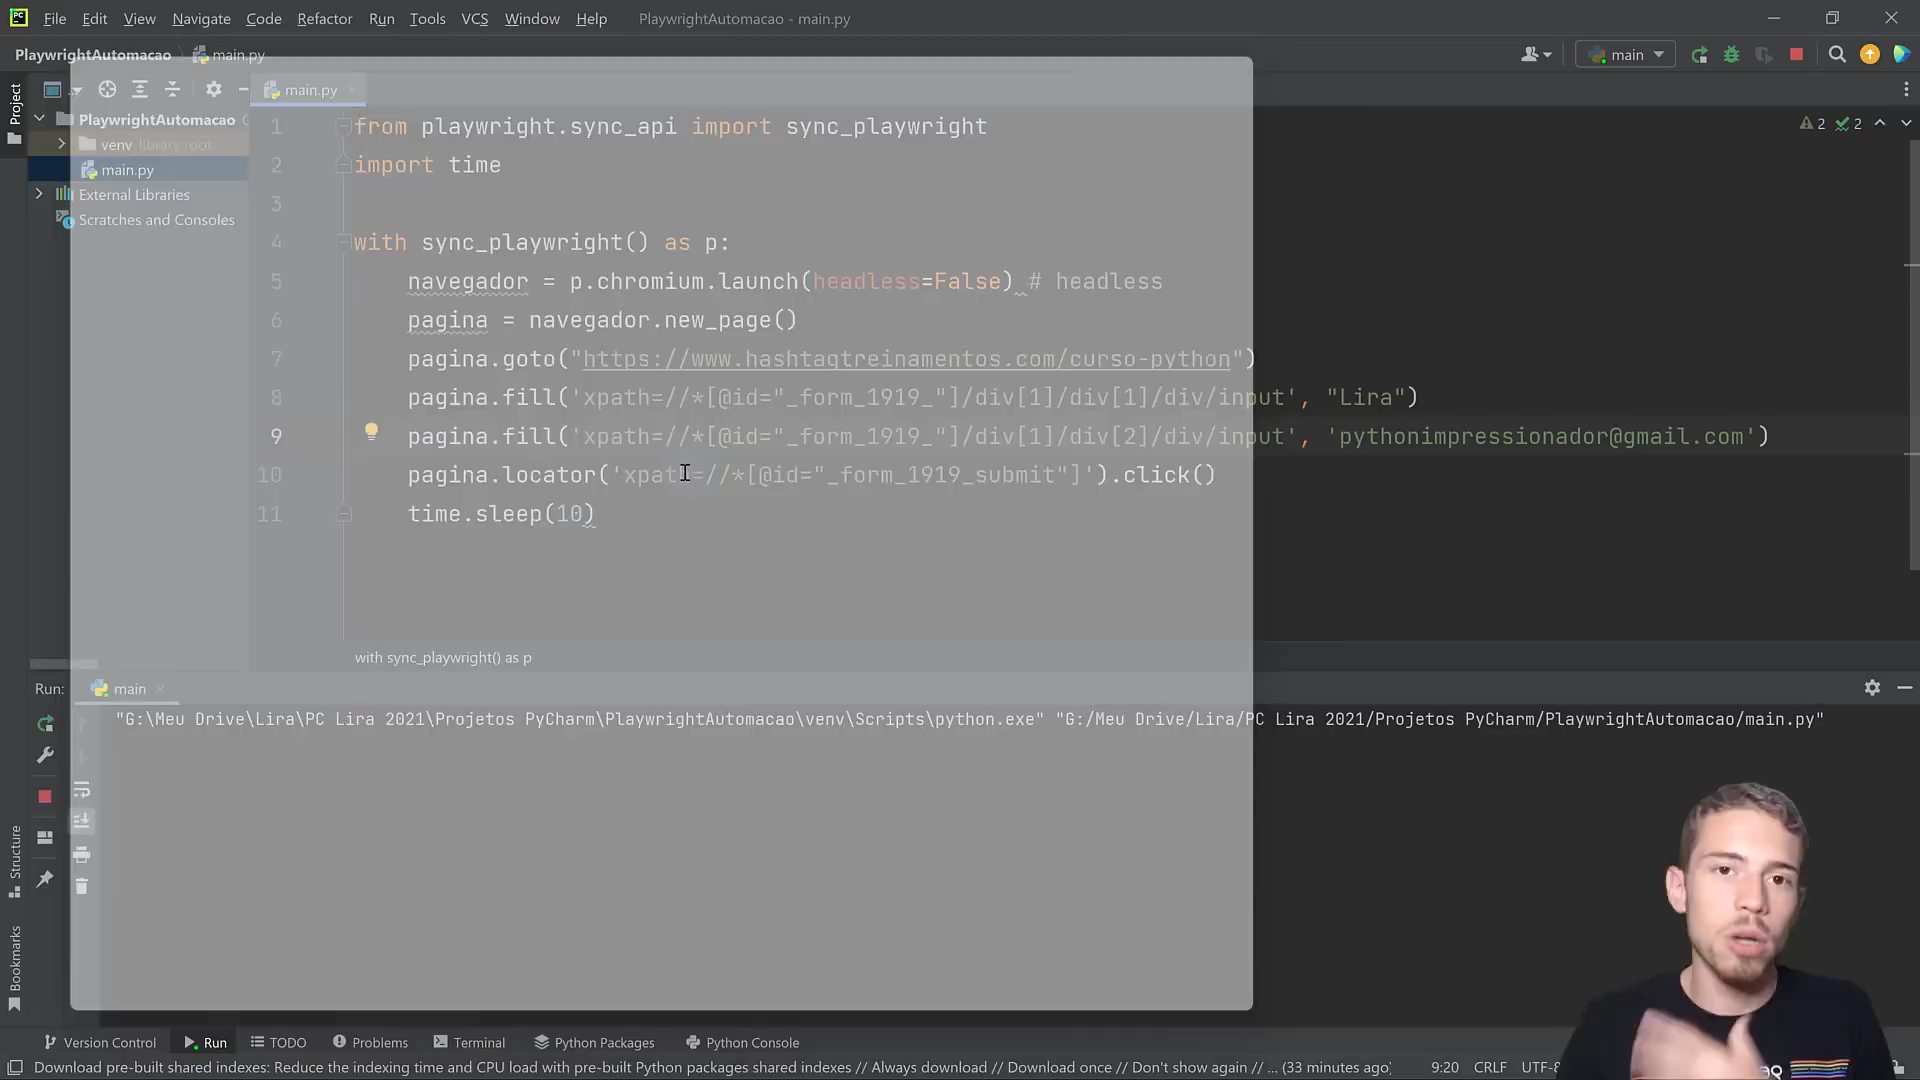 File Edit View Navigate Code Refactor Run Tools VCS Window Help PlaywrightAutomacao - main.py
PlaywrightAutomacao main.py main
Project
main.py
PlaywrightAutomacao
venv library root
main.py
External Libraries
Scratches and Consoles
2 2
1 from playwright.sync_api import sync_playwright
2 import time
3
4 with sync_playwright() as p:
5 navegador = p.chromium.launch(headless=False) # headless
6 pagina = navegador.new_page()
7 pagina.goto("https://www.hashtagtreinamentos.com/curso-python")
8 pagina.fill('xpath=//*[@id="_form_1919_"]/div[1]/div[1]/div/input', "Lira")
9 pagina.fill('xpath=//*[@id="_form_1919_"]/div[1]/div[2]/div/input', 'pythonimpressionador@gmail.com')
10 pagina.locator('xpath=//*[@id="_form_1919_submit"]').click()
11 time.sleep(10)
with sync_playwright() as p
Run: main
"G:\Meu Drive\Lira\PC Lira 2021\Projetos PyCharm\PlaywrightAutomacao\venv\Scripts\python.exe" "G:/Meu Drive/Lira/PC Lira 2021/Projetos PyCharm/PlaywrightAutomacao/main.py"
Structure
Bookmarks
Version Control Run TODO Problems Terminal Python Packages Python Console
Download pre-built shared indexes: Reduce the indexing time and CPU load with pre-built Python packages shared indexes // Always download // Download once // Don't show again // ... (33 minutes ago) 9:20 CRLF